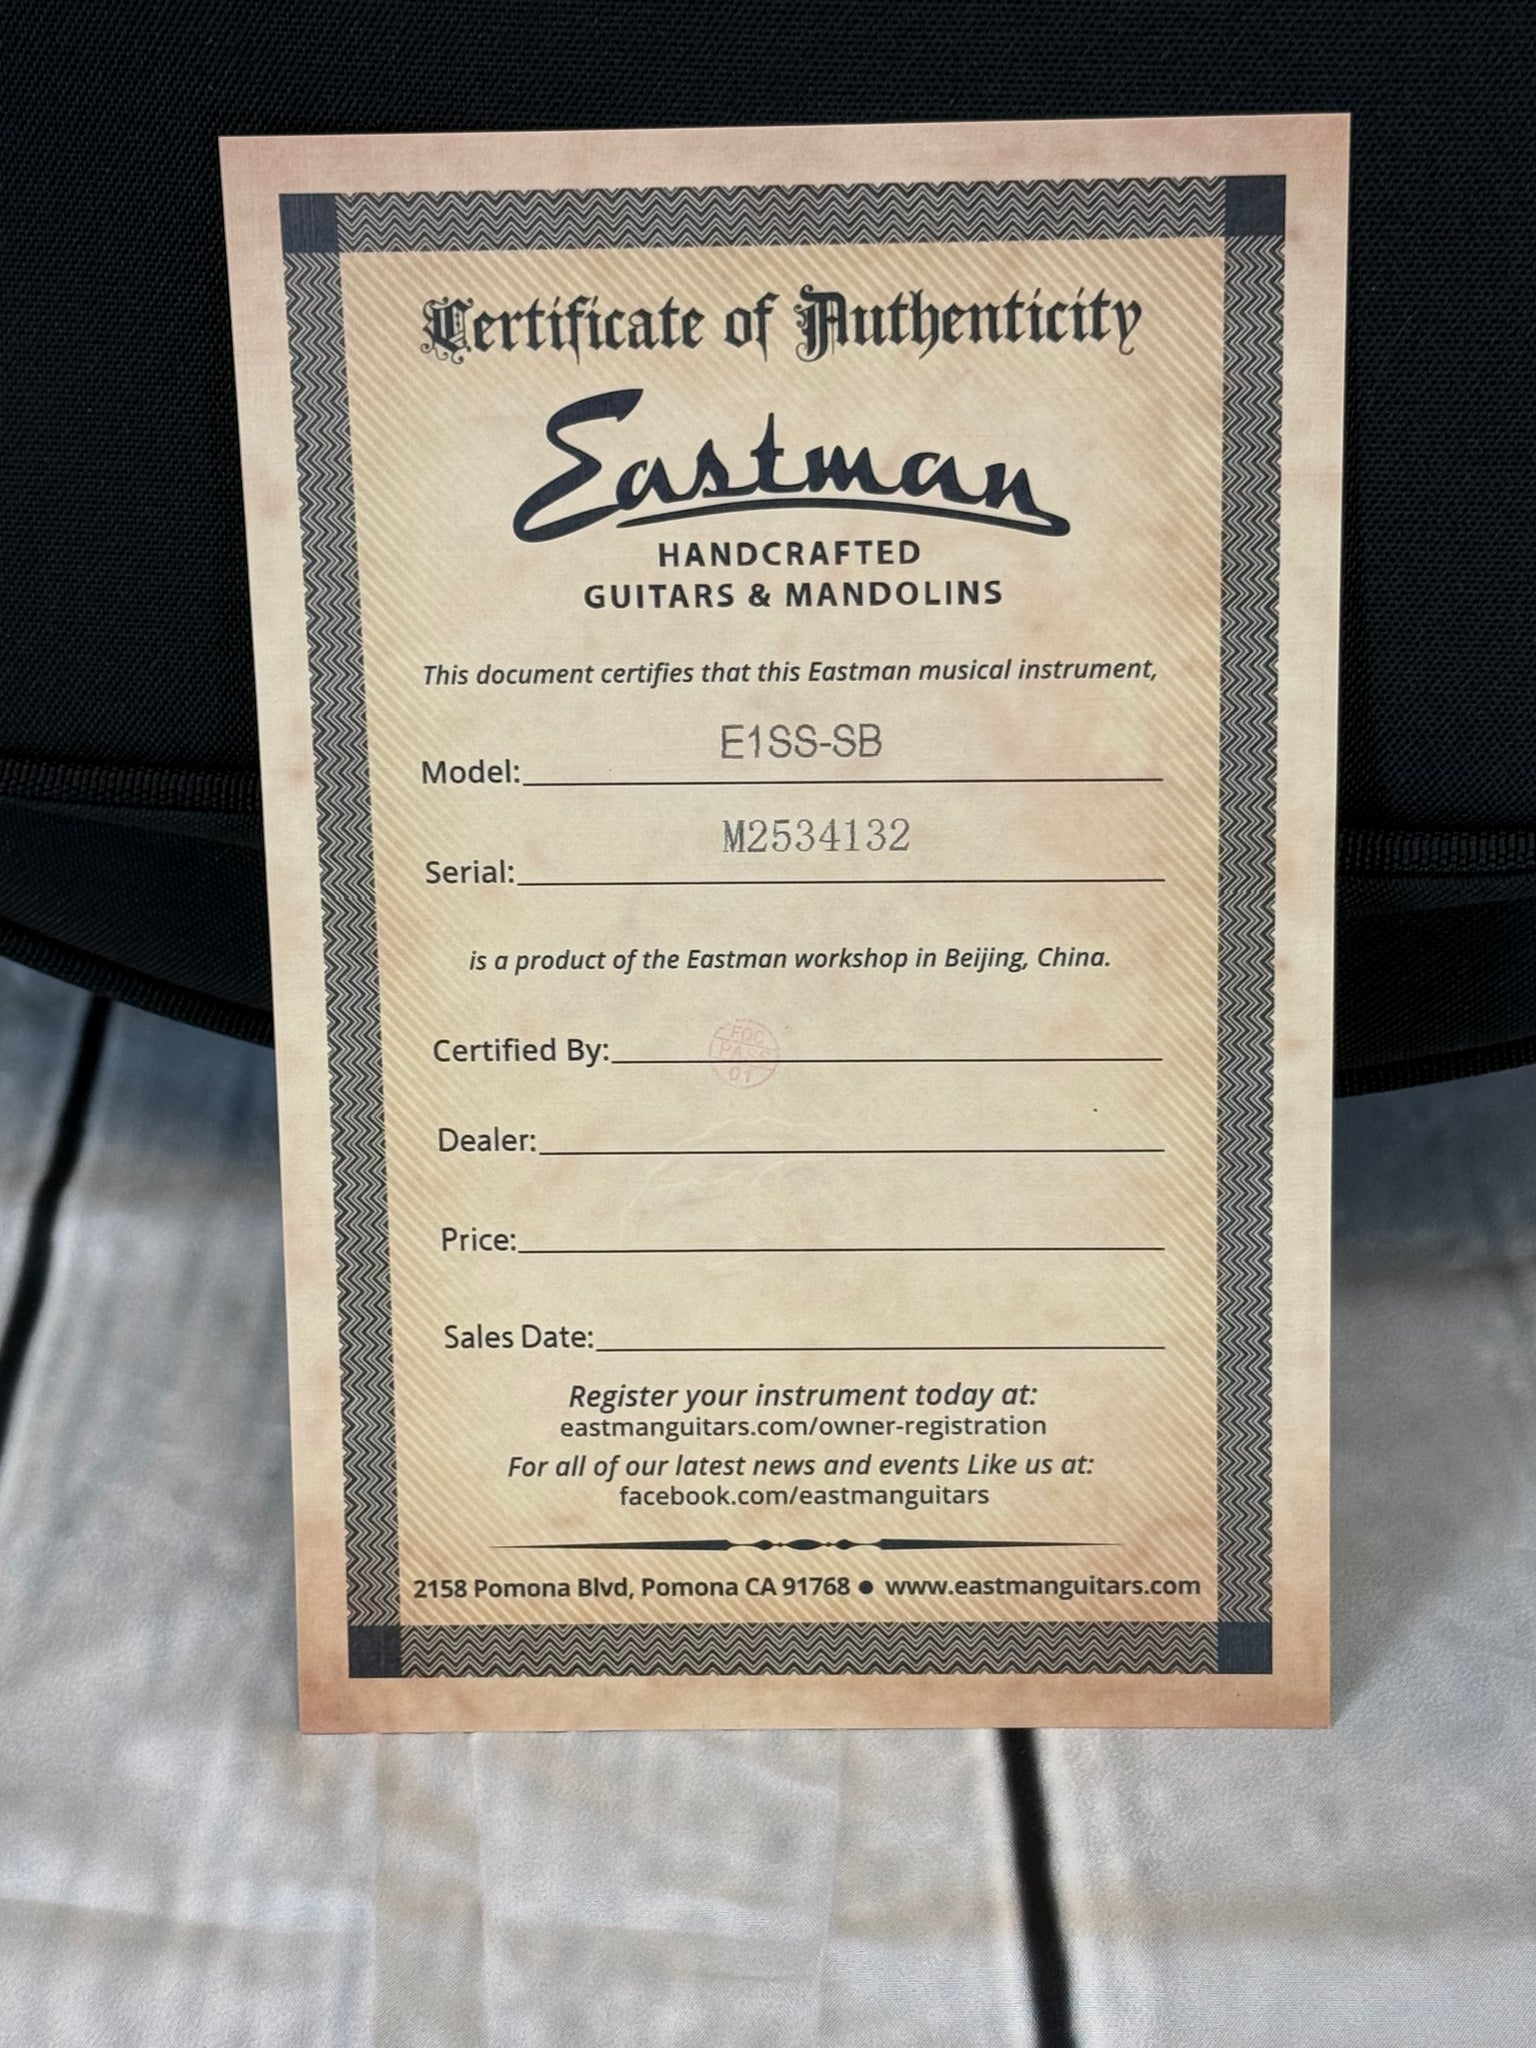 Certificate of Authenticity
Eastman
HANDCRAFTED
GUITARS & MANDOLINS
This document certifies that this Eastman musical instrument,
Model: E1SS-SB
Serial: M2534132
is a product of the Eastman workshop in Beijing, China.
Certified By:
FQC
PASS
01
Dealer:
Price:
Sales Date:
Register your instrument today at:
eastmanguitars.com/owner-registration
For all of our latest news and events Like us at:
facebook.com/eastmanguitars
2158 Pomona Blvd, Pomona CA 91768 ● www.eastmanguitars.com